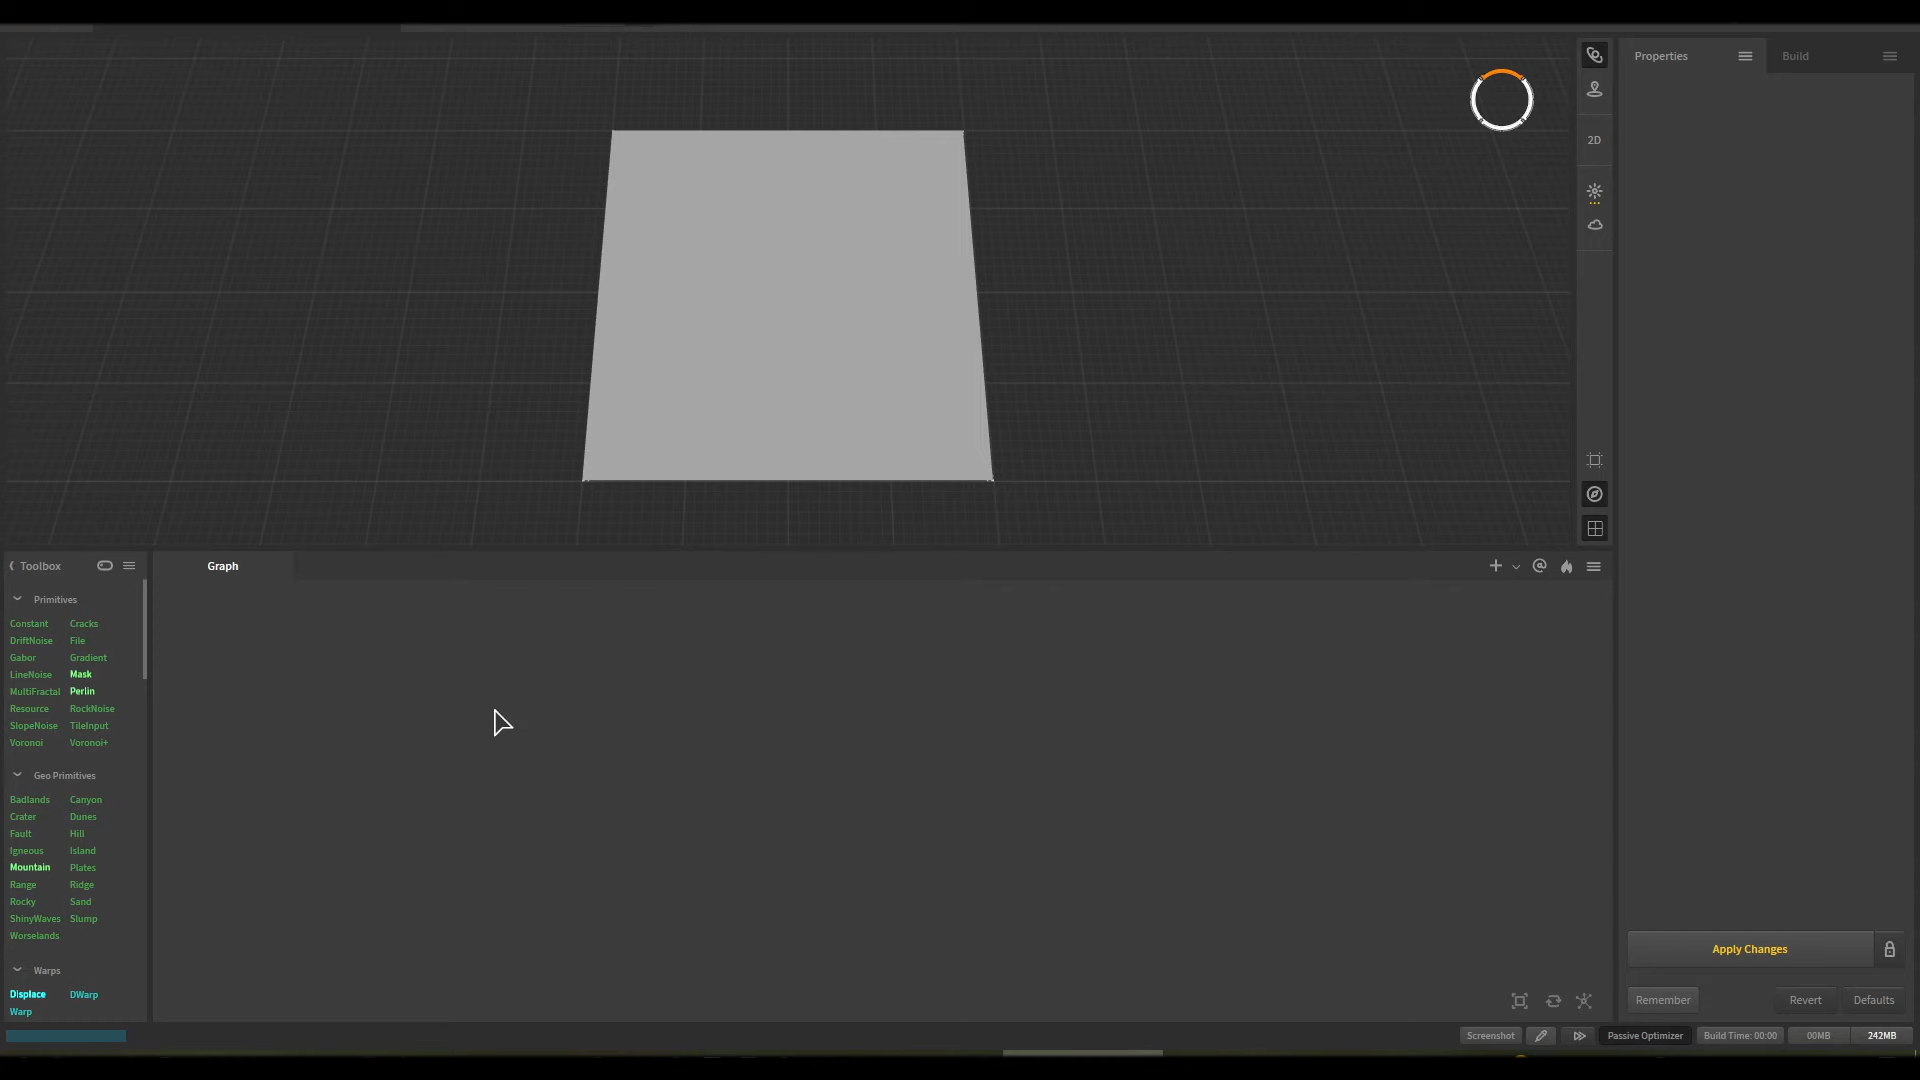 Properties
Build
2D
Toolbox
Graph
Primitives
Constant Cracks
DriftNoise File
Gabor Gradient
LineNoise Mask
MultiFractal Perlin
Resource RockNoise
SlopeNoise TileInput
Voronoi Voronoi+
Geo Primitives
Badlands Canyon
Crater Dunes
Fault Hill
Igneous Island
Mountain Plates
Range Ridge
Rocky Sand
ShinyWaves Slump
Worselands
Warps
Displace DWarp
Warp
Apply Changes
Remember Revert Defaults
Screenshot Passive Optimizer Build Time: 00:00 00MB 242MB